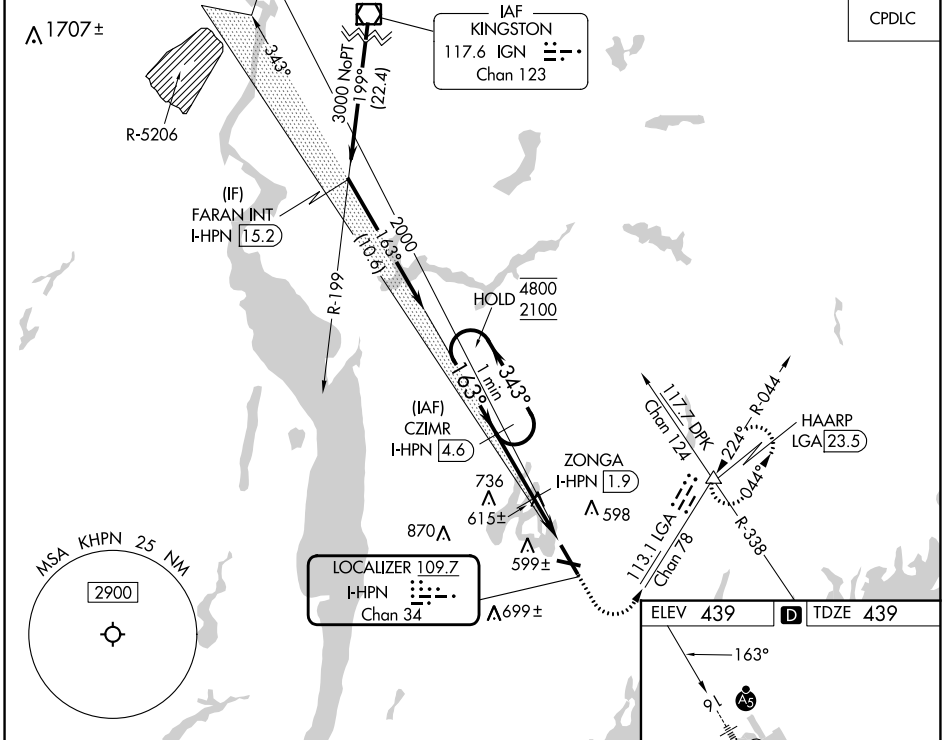 1707±
CPDLC
IAF
KINGSTON
117.6 IGN
Chan 123
343°
3000 NoPT
199°
(22.4)
R-5206
(IF)
FARAN INT
I-HPN 15.2
2000
163°
(10.6)
R-199
HOLD 4800
2100
1 min
163°
343°
(IAF)
CZIMR
I-HPN 4.6
117.7 DPK
Chan 124
R-044
224°
044°
HAARP
LGA 23.5
ZONGA
I-HPN 1.9
736
615±
598
870
599±
113.1 LGA
Chan 78
R-338
MSA KHPN 25 NM
2900
LOCALIZER 109.7
I-HPN
Chan 34
699±
ELEV 439
D
TDZE 439
163°
16
A5